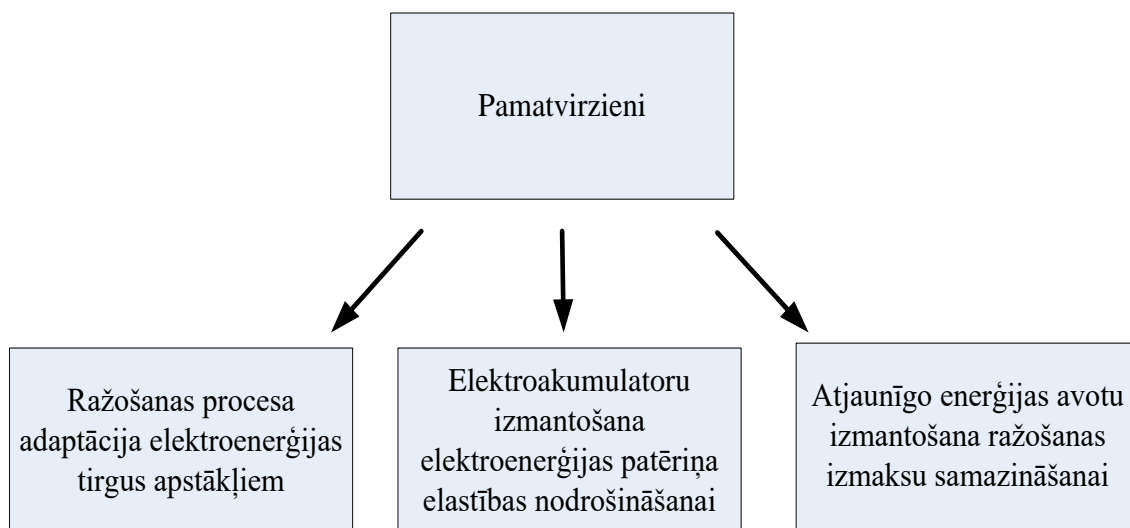 Pamatvirzieni
Ražošanas procesa
adaptācija elektroenerģijas
tirgus apstākļiem
Elektroakumulatoru
izmantošana
elektroenerģijas patēriņa
elastības nodrošināšanai
Atjaunīgo enerģijas avotu
izmantošana ražošanas
izmaksu samazināšanai